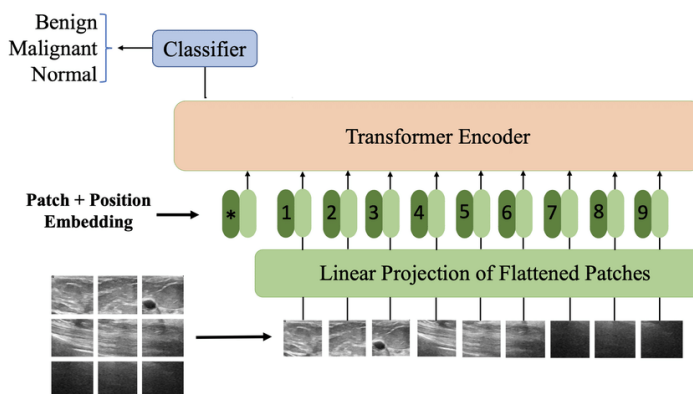 Benign
Malignant
Normal
Classifier
Transformer Encoder
Patch + Position
Embedding
* 1 2 3 4 5 6 7 8 9
Linear Projection of Flattened Patches